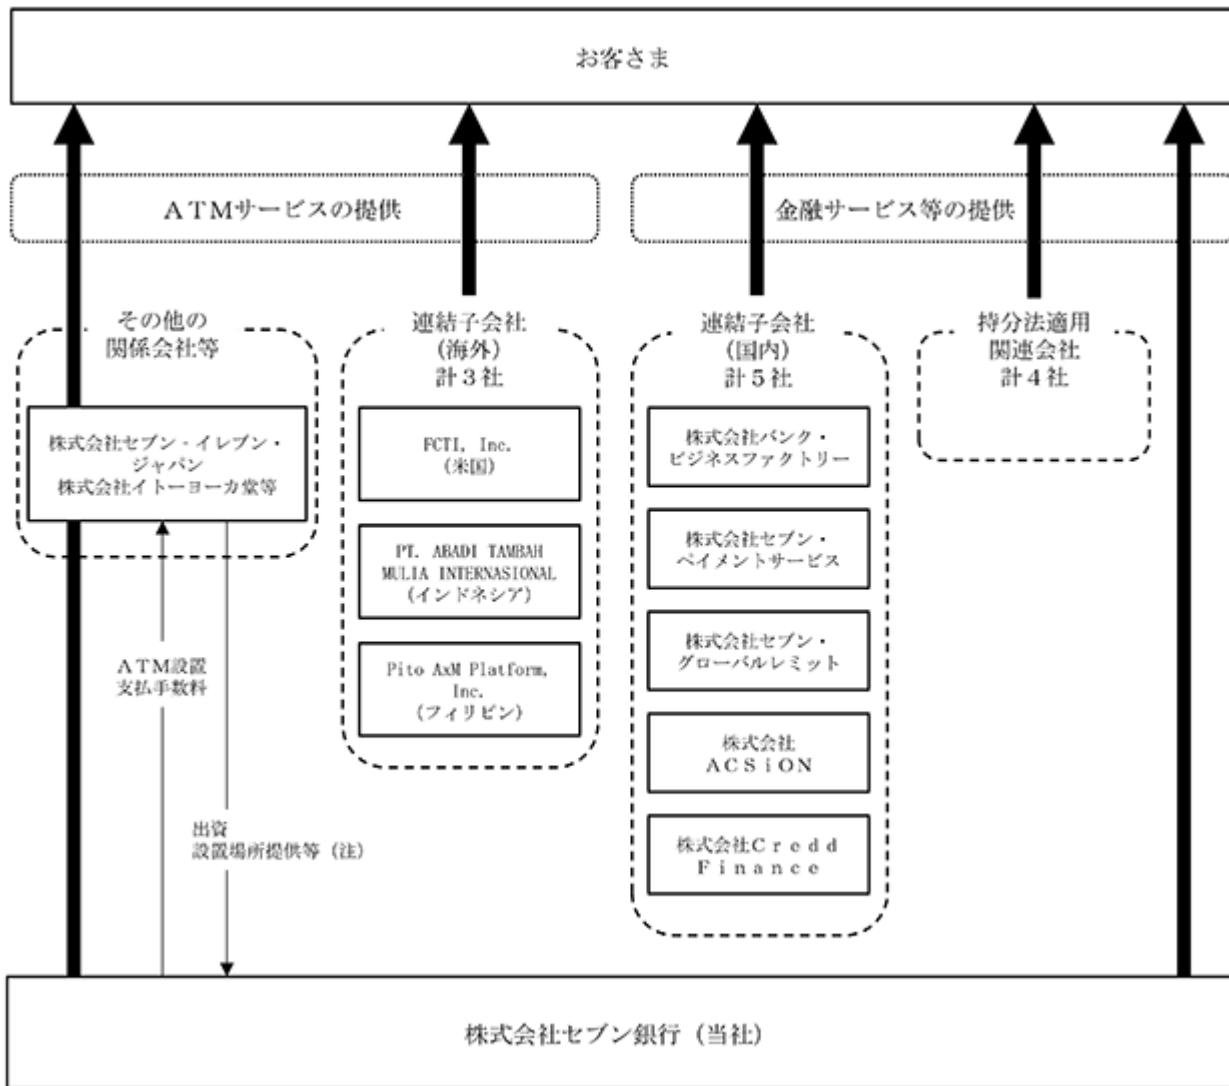 お客さま
ＡＴＭサービスの提供
金融サービス等の提供
その他の
関係会社等
株式会社セブン‐イレブン・
ジャパン
株式会社イトーヨーカ堂等
ＡＴＭ設置
支払手数料
出資
設置場所提供等（注）
連結子会社
（海外）
計３社
FCTI, Inc.
（米国）
PT. ABADI TAMBAH
MULIA INTERNASIONAL
（インドネシア）
Pito AxM Platform,
Inc.
（フィリピン）
連結子会社
（国内）
計５社
株式会社バンク・
ビジネスファクトリー
株式会社セブン・
ペイメントサービス
株式会社セブン・
グローバルレミット
株式会社
ＡＣＳｉＯＮ
株式会社Ｃｒｅｄｄ
Ｆｉｎａｎｃｅ
持分法適用
関連会社
計４社
株式会社セブン銀行（当社）